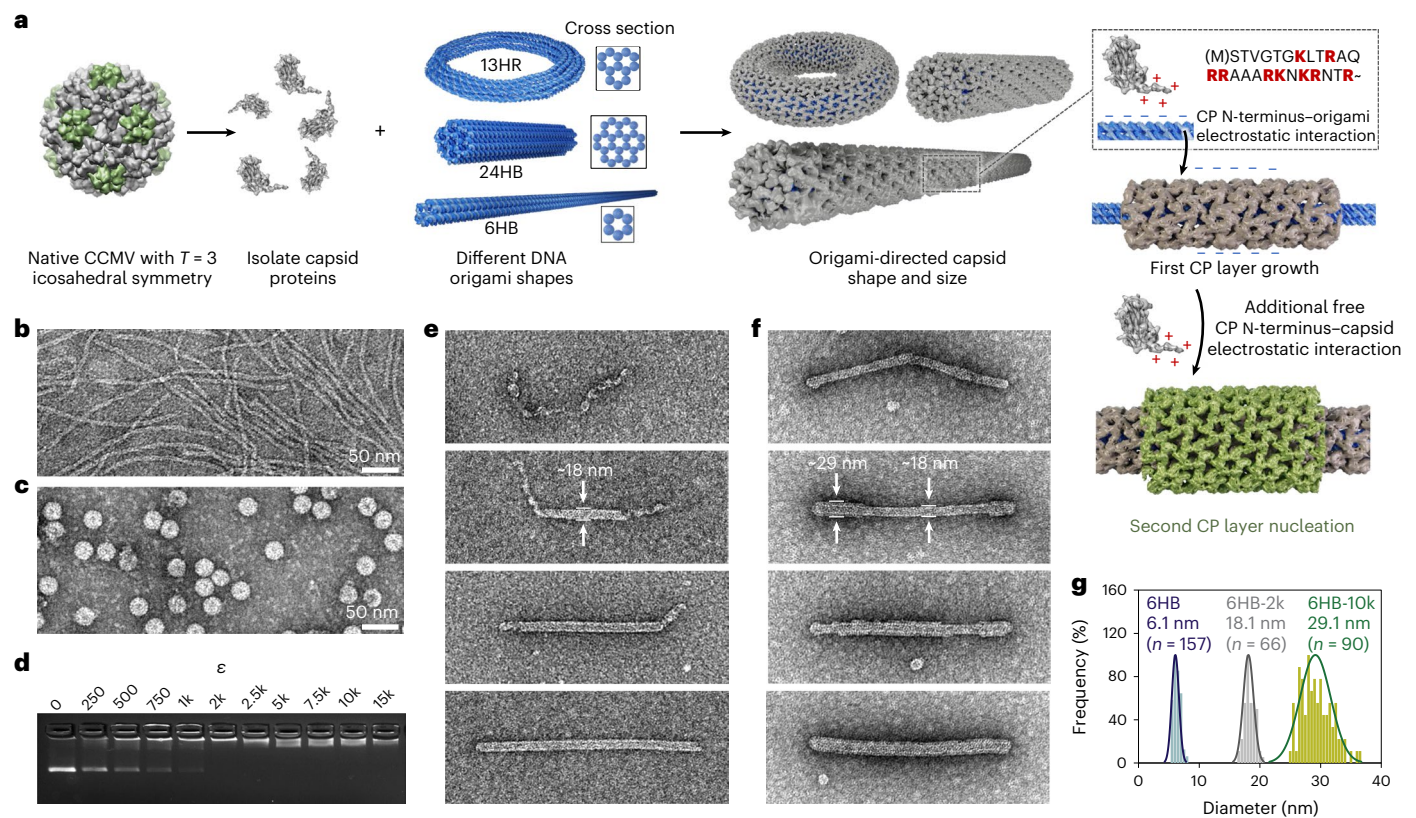 a
Cross section
13HR
24HB
6HB
+
Native CCMV with T = 3
icosahedral symmetry
Isolate capsid
proteins
Different DNA
origami shapes
Origami-directed capsid
shape and size
(M)STVGTGKLTRAQ
RRAAARKNKRNTR~
+ + + +
– – – – – –
CP N-terminus–origami
electrostatic interaction
– – – – – –
– – – – – –
First CP layer growth
Additional free
CP N-terminus–capsid
electrostatic interaction
+ + + +
Second CP layer nucleation
b
50 nm
c
50 nm
d
ε
0 250 500 750 1k 2k 2.5k 5k 7.5k 10k 15k
e
~18 nm
f
~29 nm ~18 nm
g
Frequency (%)
160
120
80
40
0
6HB
6.1 nm
(n = 157)
6HB-2k
18.1 nm
(n = 66)
6HB-10k
29.1 nm
(n = 90)
0 10 20 30 40
Diameter (nm)